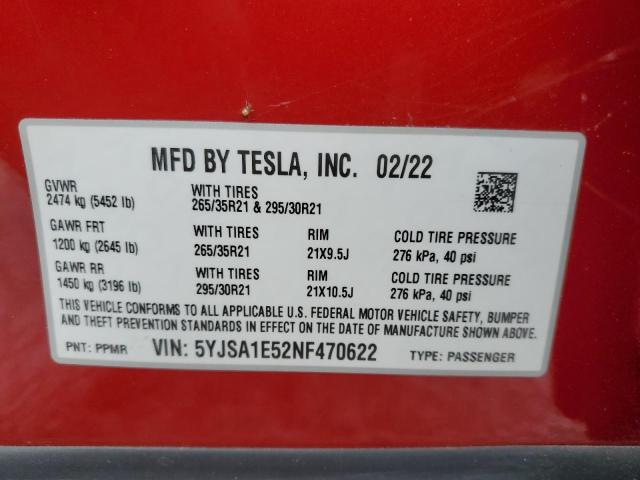 MFD BY TESLA, INC. 02/22
GVWR
2474 kg (5452 lb)
WITH TIRES
265/35R21 & 295/30R21
GAWR FRT
1200 kg (2645 lb)
WITH TIRES
265/35R21
RIM
21X9.5J
COLD TIRE PRESSURE
276 kPa, 40 psi
GAWR RR
1450 kg (3196 lb)
WITH TIRES
295/30R21
RIM
21X10.5J
COLD TIRE PRESSURE
276 kPa, 40 psi
THIS VEHICLE CONFORMS TO ALL APPLICABLE U.S. FEDERAL MOTOR VEHICLE SAFETY, BUMPER
AND THEFT PREVENTION STANDARDS IN EFFECT ON THE DATE OF MANUFACTURE SHOWN ABOVE.
PNT: PPMR VIN: 5YJSA1E52NF470622 TYPE: PASSENGER